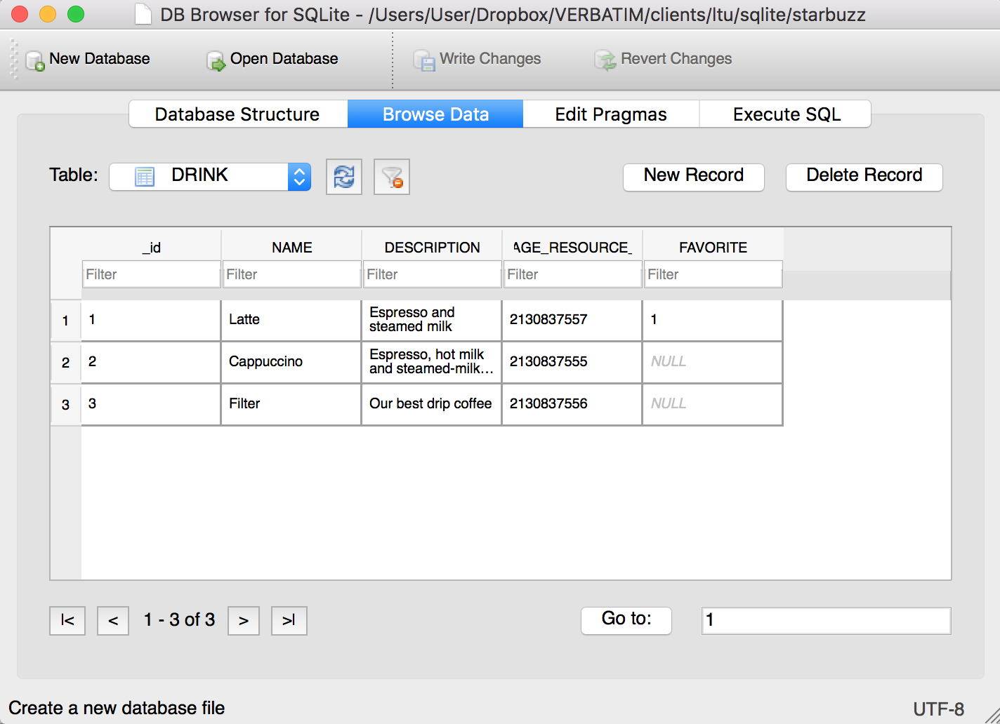 DB Browser for SQLite - /Users/User/Dropbox/VERBATIM/clients/ltu/sqlite/starbuzz
New Database Open Database Write Changes Revert Changes
Database Structure Browse Data Edit Pragmas Execute SQL
Table: DRINK New Record Delete Record
_id NAME DESCRIPTION AGE_RESOURCE_ FAVORITE
Filter Filter Filter Filter Filter
1 1 Latte Espresso and steamed milk 2130837557 1
2 2 Cappuccino Espresso, hot milk and steamed-milk... 2130837555 NULL
3 3 Filter Our best drip coffee 2130837556 NULL
|< < 1 - 3 of 3 > >| Go to: 1
Create a new database file UTF-8